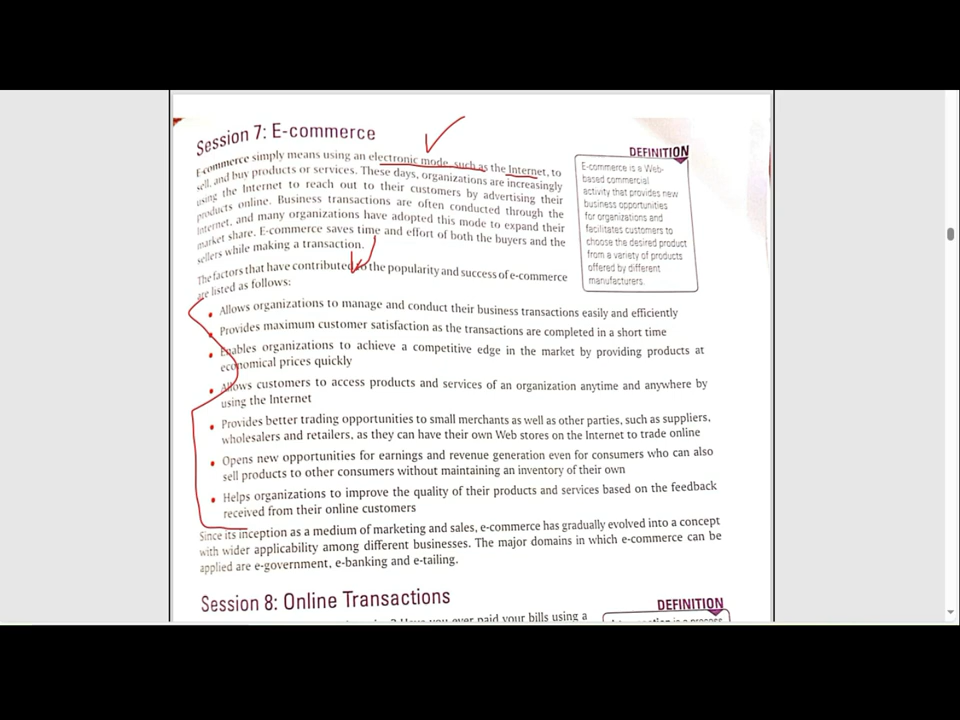 Session 7: E-commerce
E-commerce simply means using an electronic mode, such as the Internet, to
sell, and buy products or services. These days, organizations are increasingly
using the Internet to reach out to their customers by advertising their
products online. Business transactions are often conducted through the
Internet, and many organizations have adopted this mode to expand their
market share. E-commerce saves time and effort of both the buyers and the
sellers while making a transaction.
DEFINITION
E-commerce is a Web-
based commercial
activity that provides new
business opportunities
for organizations and
facilitates customers to
choose the desired product
from a variety of products
offered by different
manufacturers.
The factors that have contributed to the popularity and success of e-commerce
are listed as follows:
• Allows organizations to manage and conduct their business transactions easily and efficiently
• Provides maximum customer satisfaction as the transactions are completed in a short time
• Enables organizations to achieve a competitive edge in the market by providing products at
economical prices quickly
• Allows customers to access products and services of an organization anytime and anywhere by
using the Internet
• Provides better trading opportunities to small merchants as well as other parties, such as suppliers,
wholesalers and retailers, as they can have their own Web stores on the Internet to trade online
• Opens new opportunities for earnings and revenue generation even for consumers who can also
sell products to other consumers without maintaining an inventory of their own
• Helps organizations to improve the quality of their products and services based on the feedback
received from their online customers
Since its inception as a medium of marketing and sales, e-commerce has gradually evolved into a concept
with wider applicability among different businesses. The major domains in which e-commerce can be
applied are e-government, e-banking and e-tailing.
Session 8: Online Transactions
DEFINITION
? Have you ever paid your bills using a
is a process